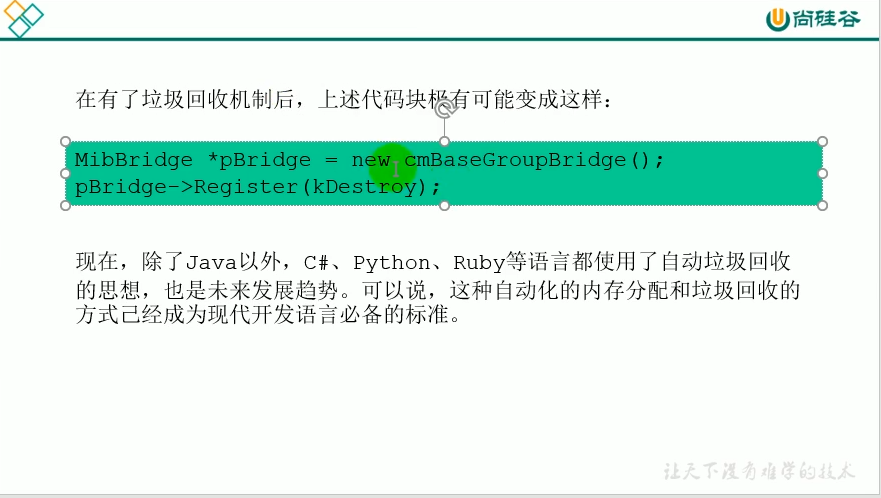 尚硅谷
在有了垃圾回收机制后，上述代码块极有可能变成这样：
MibBridge *pBridge = new cmBaseGroupBridge();
pBridge->Register(kDestroy);
现在，除了Java以外，C#、Python、Ruby等语言都使用了自动垃圾回收
的思想，也是未来发展趋势。可以说，这种自动化的内存分配和垃圾回收的
方式己经成为现代开发语言必备的标准。
让天下没有难学的技术